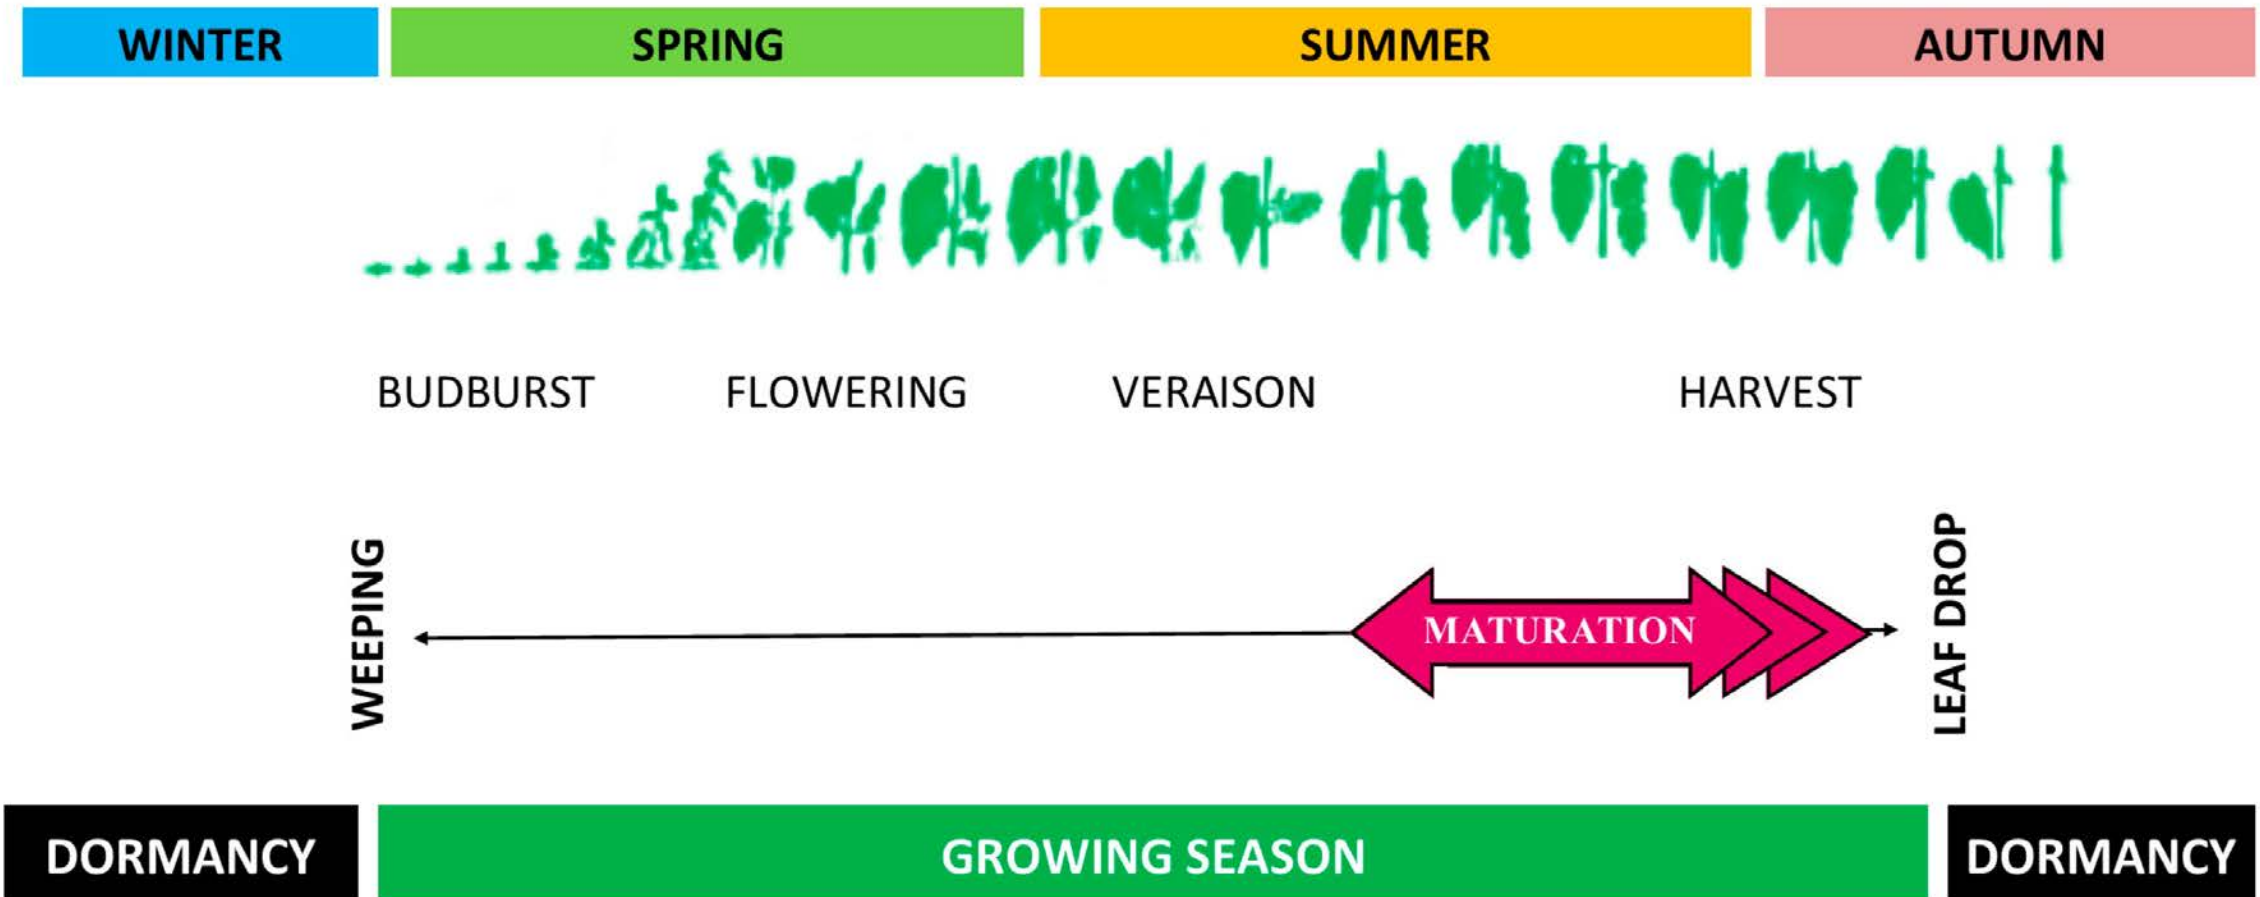 WINTER
SPRING
SUMMER
AUTUMN
BUDBURST
FLOWERING
VERAISON
HARVEST
WEEPING
MATURATION
LEAF DROP
DORMANCY
GROWING SEASON
DORMANCY